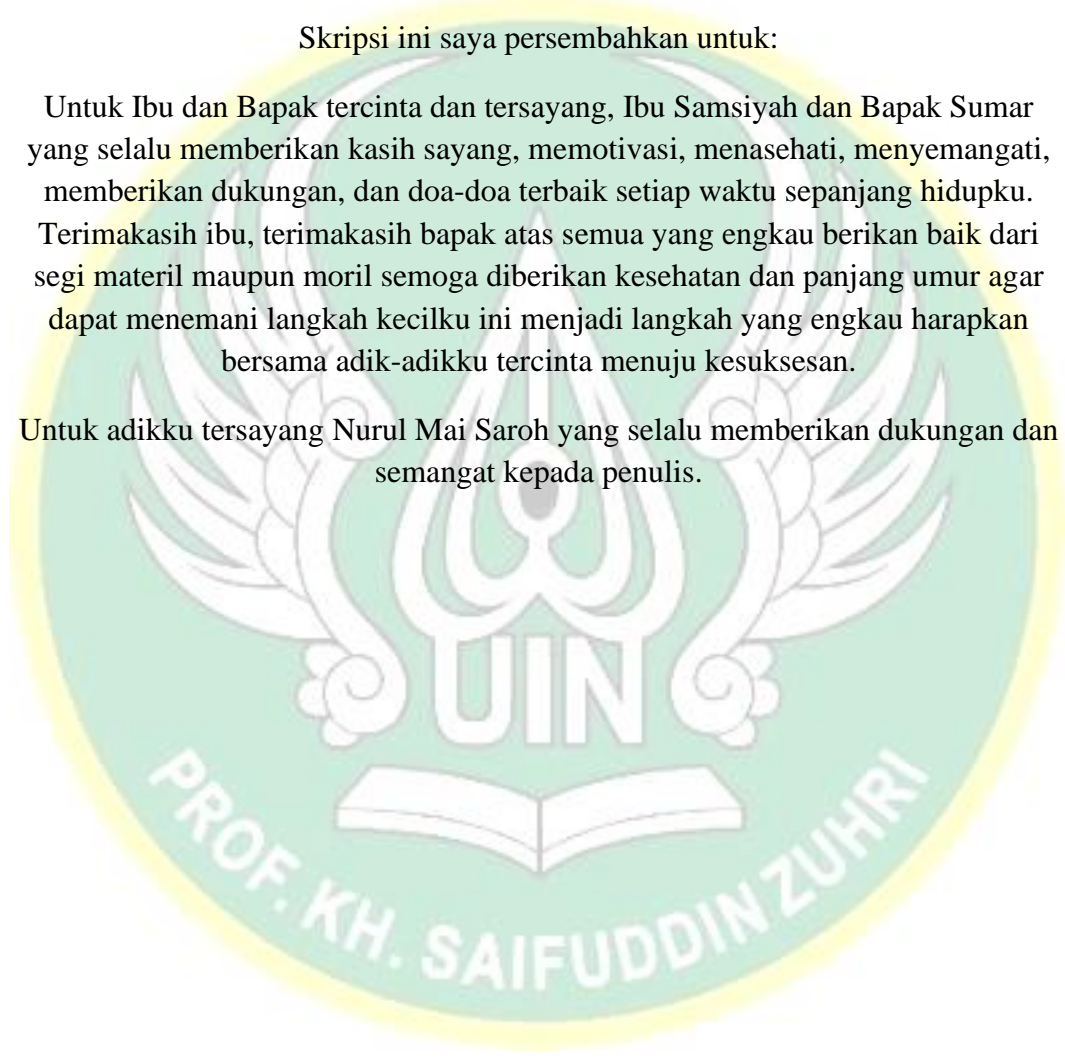 Skripsi ini saya persembahkan untuk:
Untuk Ibu dan Bapak tercinta dan tersayang, Ibu Samsiyah dan Bapak Sumar
yang selalu memberikan kasih sayang, memotivasi, menasehati, menyemangati,
memberikan dukungan, dan doa-doa terbaik setiap waktu sepanjang hidupku.
Terimakasih ibu, terimakasih bapak atas semua yang engkau berikan baik dari
segi materil maupun moril semoga diberikan kesehatan dan panjang umur agar
dapat menemani langkah kecilku ini menjadi langkah yang engkau harapkan
bersama adik-adikku tercinta menuju kesuksesan.
Untuk adikku tersayang Nurul Mai Saroh yang selalu memberikan dukungan dan
semangat kepada penulis.
UIN
PROF. KH. SAIFUDDIN ZUHRI